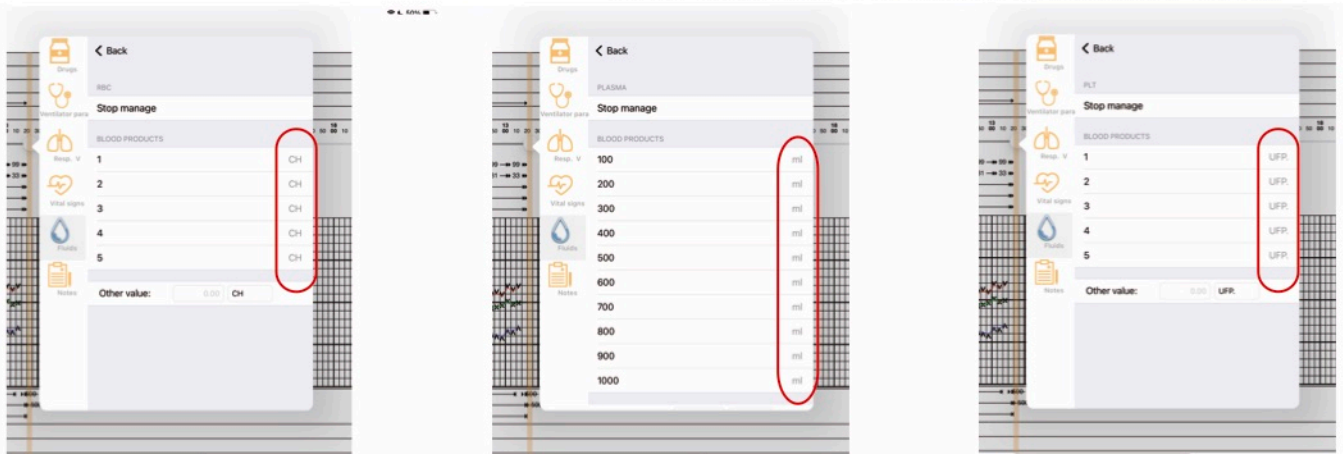 50%
Back
Drugs
RBC
Stop manage
Ventilator para
BLOOD PRODUCTS
Resp. V
1 CH
2 CH
Vital signs
3 CH
4 CH
Fluids
5 CH
Notes
Other value: 0.00 CH
Back
Drugs
PLASMA
Stop manage
Ventilator para
BLOOD PRODUCTS
Resp. V
100 ml
200 ml
Vital signs
300 ml
400 ml
Fluids
500 ml
600 ml
Notes
700 ml
800 ml
900 ml
1000 ml
Back
Drugs
PLT
Stop manage
Ventilator para
BLOOD PRODUCTS
Resp. V
1 UFP.
2 UFP.
Vital signs
3 UFP.
4 UFP.
Fluids
5 UFP.
Notes
Other value: 0.00 UFP.